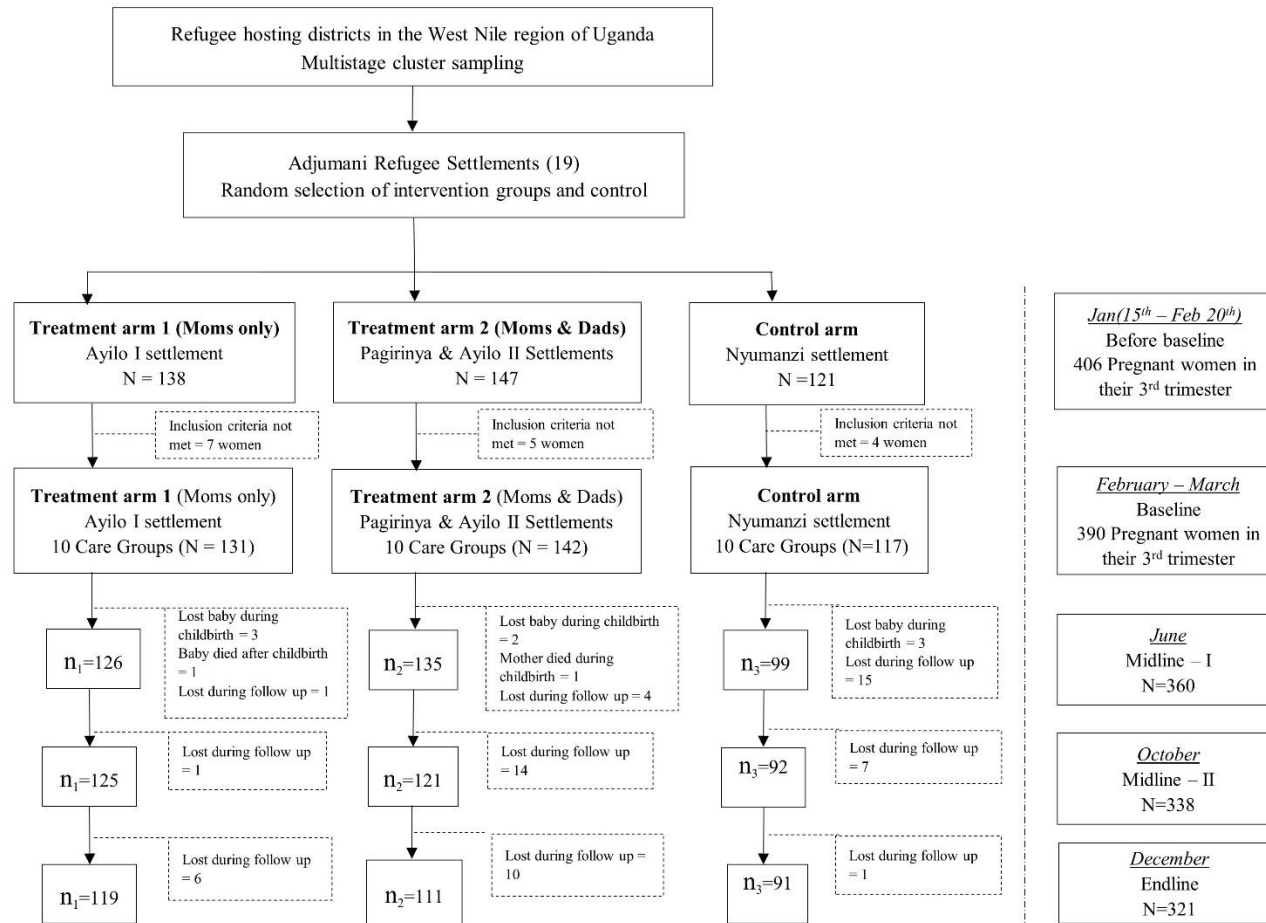 Refugee hosting districts in the West Nile region of Uganda
Multistage cluster sampling
Adjumani Refugee Settlements (19)
Random selection of intervention groups and control
Treatment arm 1 (Moms only)
Ayilo I settlement
N = 138
Treatment arm 2 (Moms & Dads)
Pagirinya & Ayilo II Settlements
N = 147
Control arm
Nyumanzi settlement
N =121
Jan(15th – Feb 20th)
Before baseline
406 Pregnant women in
their 3rd trimester
Inclusion criteria not
met = 7 women
Inclusion criteria not
met = 5 women
Inclusion criteria not
met = 4 women
Treatment arm 1 (Moms only)
Ayilo I settlement
10 Care Groups (N = 131)
Treatment arm 2 (Moms & Dads)
Pagirinya & Ayilo II Settlements
10 Care Groups (N = 142)
Control arm
Nyumanzi settlement
10 Care Groups (N=117)
February – March
Baseline
390 Pregnant women in
their 3rd trimester
Lost baby during
childbirth = 3
Baby died after childbirth
= 1
Lost during follow up = 1
Lost baby during childbirth =
2
Mother died during
childbirth = 1
Lost during follow up = 4
Lost baby during
childbirth = 3
Lost during follow up
= 15
n1=126
n2=135
n3=99
June
Midline – I
N=360
Lost during follow up
= 1
Lost during follow up
= 14
Lost during follow up
= 7
n1=125
n2=121
n3=92
October
Midline – II
N=338
Lost during follow up
= 6
Lost during follow up =
10
Lost during follow up
= 1
n1=119
n2=111
n3=91
December
Endline
N=321